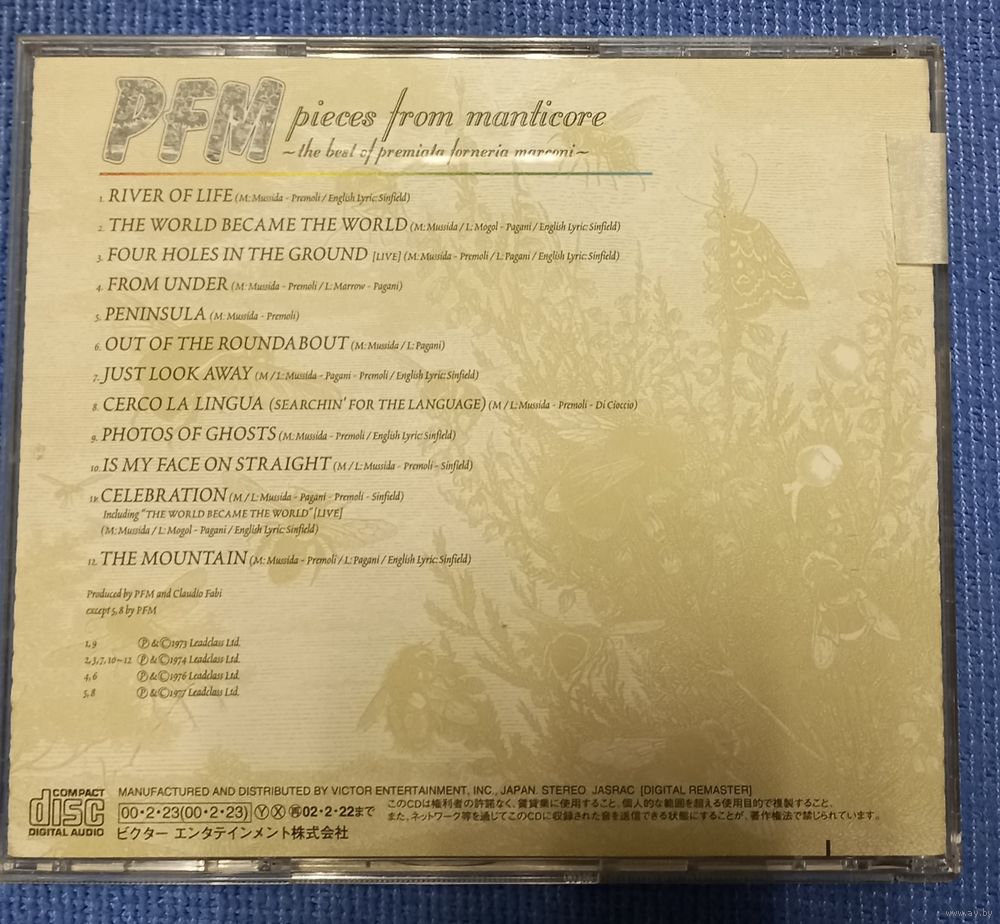 PFM pieces from manticore
~the best of premiata forneria marconi~
1. RIVER OF LIFE (M: Mussida - Premoli / English Lyric: Sinfield)
2. THE WORLD BECAME THE WORLD (M: Mussida / L: Mogol - Pagani / English Lyric: Sinfield)
3. FOUR HOLES IN THE GROUND [LIVE] (M: Mussida - Premoli / L: Pagani / English Lyric: Sinfield)
4. FROM UNDER (M: Mussida - Premoli / L: Marrow - Pagani)
5. PENINSULA (M: Mussida - Premoli)
6. OUT OF THE ROUNDABOUT (M: Mussida / L: Pagani)
7. JUST LOOK AWAY (M / L: Mussida - Pagani - Premoli / English Lyric: Sinfield)
8. CERCO LA LINGUA (SEARCHIN' FOR THE LANGUAGE) (M / L: Mussida - Premoli - Di Cioccio)
9. PHOTOS OF GHOSTS (M: Mussida - Premoli / English Lyric: Sinfield)
10. IS MY FACE ON STRAIGHT (M / L: Mussida - Premoli - Sinfield)
11. CELEBRATION (M / L: Mussida - Pagani - Premoli - Sinfield)
Including "THE WORLD BECAME THE WORLD" [LIVE]
(M: Mussida / L: Mogol - Pagani / English Lyric: Sinfield)
12. THE MOUNTAIN (M: Mussida - Premoli / L: Pagani / English Lyric: Sinfield)
Produced by PFM and Claudio Fabi
except 5, 8 by PFM
1, 9 Ⓟ & ©1973 Leadclass Ltd.
2, 3, 7, 10~12 Ⓟ & ©1974 Leadclass Ltd.
4, 6 Ⓟ & ©1976 Leadclass Ltd.
5, 8 Ⓟ & ©1977 Leadclass Ltd.
COMPACT disc DIGITAL AUDIO
MANUFACTURED AND DISTRIBUTED BY VICTOR ENTERTAINMENT, INC., JAPAN. STEREO JASRAC [DIGITAL REMASTER]
00・2・23(00・2・23) Ⓨ Ⓧ 02・2・22まで
ビクター エンタテインメント株式会社
このCDは権利者の許諾なく、賃貸業に使用すること、個人的な範囲を超える使用目的で複製すること、
また、ネットワーク等を通じてこのCDに収録された音を送信できる状態にすることが、著作権法で禁じられています。
www.ay.by